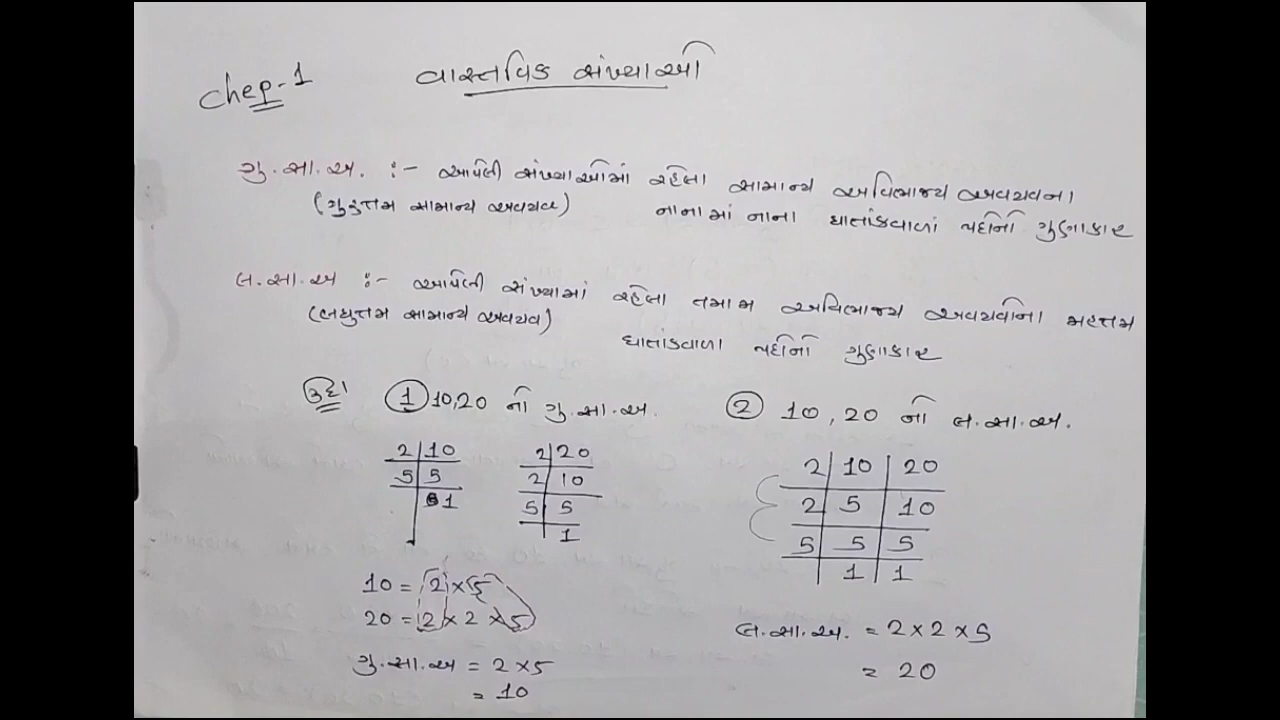 Chep-1 વાસ્તવિક સંખ્યાઓ
ગુ.સા.અ. :- આપેલી સંખ્યાઓમાં રહેલા સામાન્ય અવિભાજ્ય અવયવના
(ગુરુત્તમ સામાન્ય અવયવ) નાનામાં નાના ઘાતાંકવાળાં પદોનો ગુણાકાર
લ.સા.અ :- આપેલી સંખ્યામાં રહેલા તમામ અવિભાજ્ય અવયવોના મહત્તમ
(લઘુત્તમ સામાન્ય અવયવ) ઘાતાંકવાળા પદોનો ગુણાકાર
ઉદા ① 10,20 નો ગુ.સા.અ. ② 10,20 નો લ.સા.અ.
2 10 2 20 2 10 20
5 5 2 10 2 5 10
1 5 5 5 5 5
1 1 1
10 = 2 × 5
20 = 2 × 2 × 5 લ.સા.અ. = 2 × 2 × 5
ગુ.સા.અ = 2 × 5 = 20
= 10